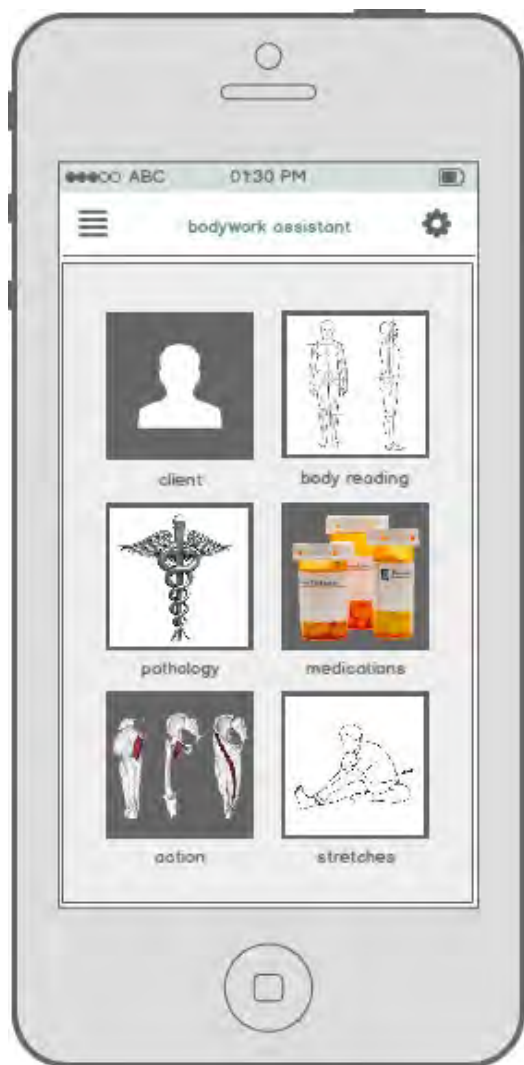 ABC 01:30 PM
bodywork assistant
client
body reading
pathology
medications
action
stretches